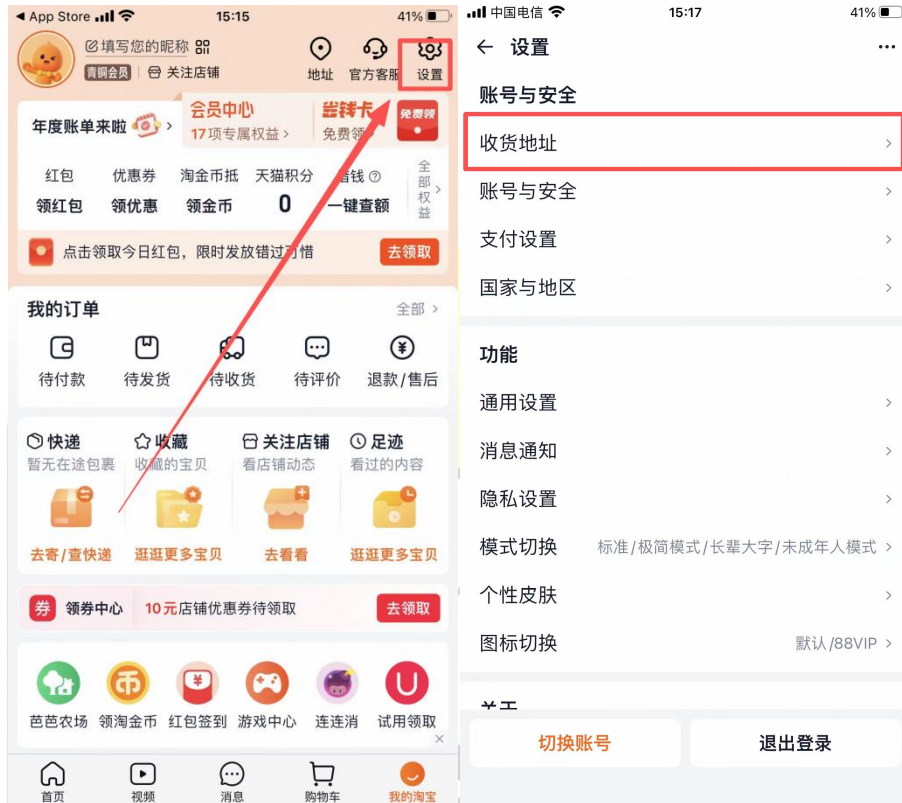 App Store
15:15
41%
填写您的昵称
青铜会员 关注店铺
地址 官方客服 设置
年度账单来啦
会员中心
17项专属权益
免费领
免费领
红包 优惠券 淘金币抵 天猫积分 借钱
领红包 领优惠 领金币 0 一键查额
全部权益
点击领取今日红包，限时发放错过可惜 去领取
我的订单 全部
待付款 待发货 待收货 待评价 退款/售后
快递 收藏 关注店铺 足迹
暂无在途包裹 收藏的宝贝 看店铺动态 看过的内容
去寄/查快递 逛逛更多宝贝 去看看 逛逛更多宝贝
券 领券中心 10元店铺优惠券待领取 去领取
芭芭农场 领淘金币 红包签到 游戏中心 连连消 试用领取
首页 视频 消息 购物车 我的淘宝
中国电信
15:17
41%
设置
账号与安全
收货地址
账号与安全
支付设置
国家与地区
功能
通用设置
消息通知
隐私设置
模式切换 标准/极简模式/长辈大字/未成年人模式
个性皮肤
图标切换 默认/88VIP
切换账号 退出登录